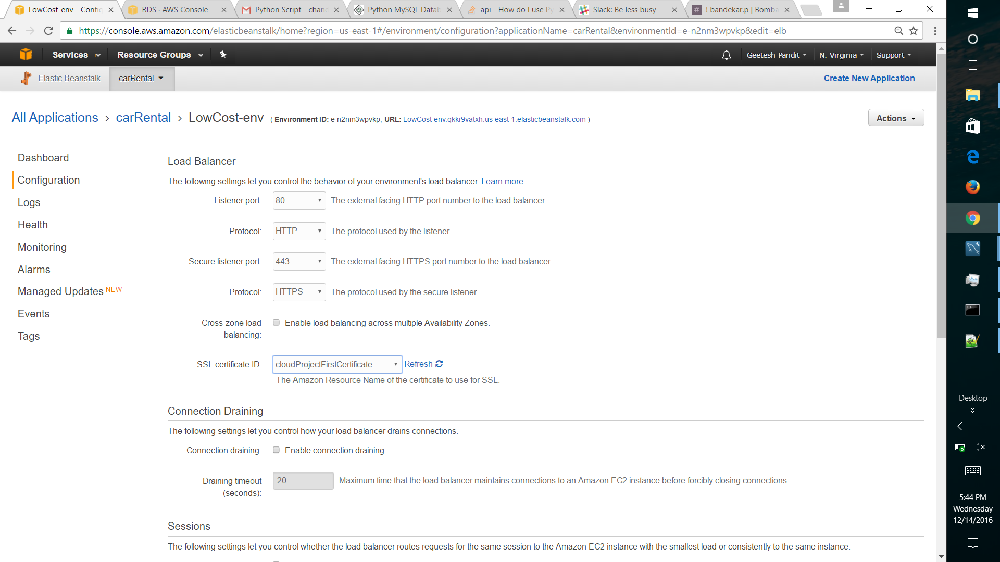 LowCost-env - Config
RDS · AWS Console
Python Script - chand
Python MySQL Datab
api - How do I use Py
Slack: Be less busy
! bandekar.p | Bomba
https://console.aws.amazon.com/elasticbeanstalk/home?region=us-east-1#/environment/configuration?applicationName=carRental&environmentId=e-n2nm3wpvkp&edit=elb
Services
Resource Groups
Geetesh Pandit
N. Virginia
Support
Elastic Beanstalk
carRental
Create New Application
All Applications › carRental › LowCost-env ( Environment ID: e-n2nm3wpvkp, URL: LowCost-env.qkkr9vatxh.us-east-1.elasticbeanstalk.com )
Actions
Dashboard
Configuration
Logs
Health
Monitoring
Alarms
Managed Updates NEW
Events
Tags
Load Balancer
The following settings let you control the behavior of your environment's load balancer. Learn more.
Listener port: 80 The external facing HTTP port number to the load balancer.
Protocol: HTTP The protocol used by the listener.
Secure listener port: 443 The external facing HTTPS port number to the load balancer.
Protocol: HTTPS The protocol used by the secure listener.
Cross-zone load
balancing:
Enable load balancing across multiple Availability Zones.
SSL certificate ID: cloudProjectFirstCertificate Refresh
The Amazon Resource Name of the certificate to use for SSL.
Connection Draining
The following settings let you control how your load balancer drains connections.
Connection draining: Enable connection draining.
Draining timeout
(seconds):
20 Maximum time that the load balancer maintains connections to an Amazon EC2 instance before forcibly closing connections.
Sessions
The following settings let you control whether the load balancer routes requests for the same session to the Amazon EC2 instance with the smallest load or consistently to the same instance.
Desktop
5:44 PM
Wednesday
12/14/2016